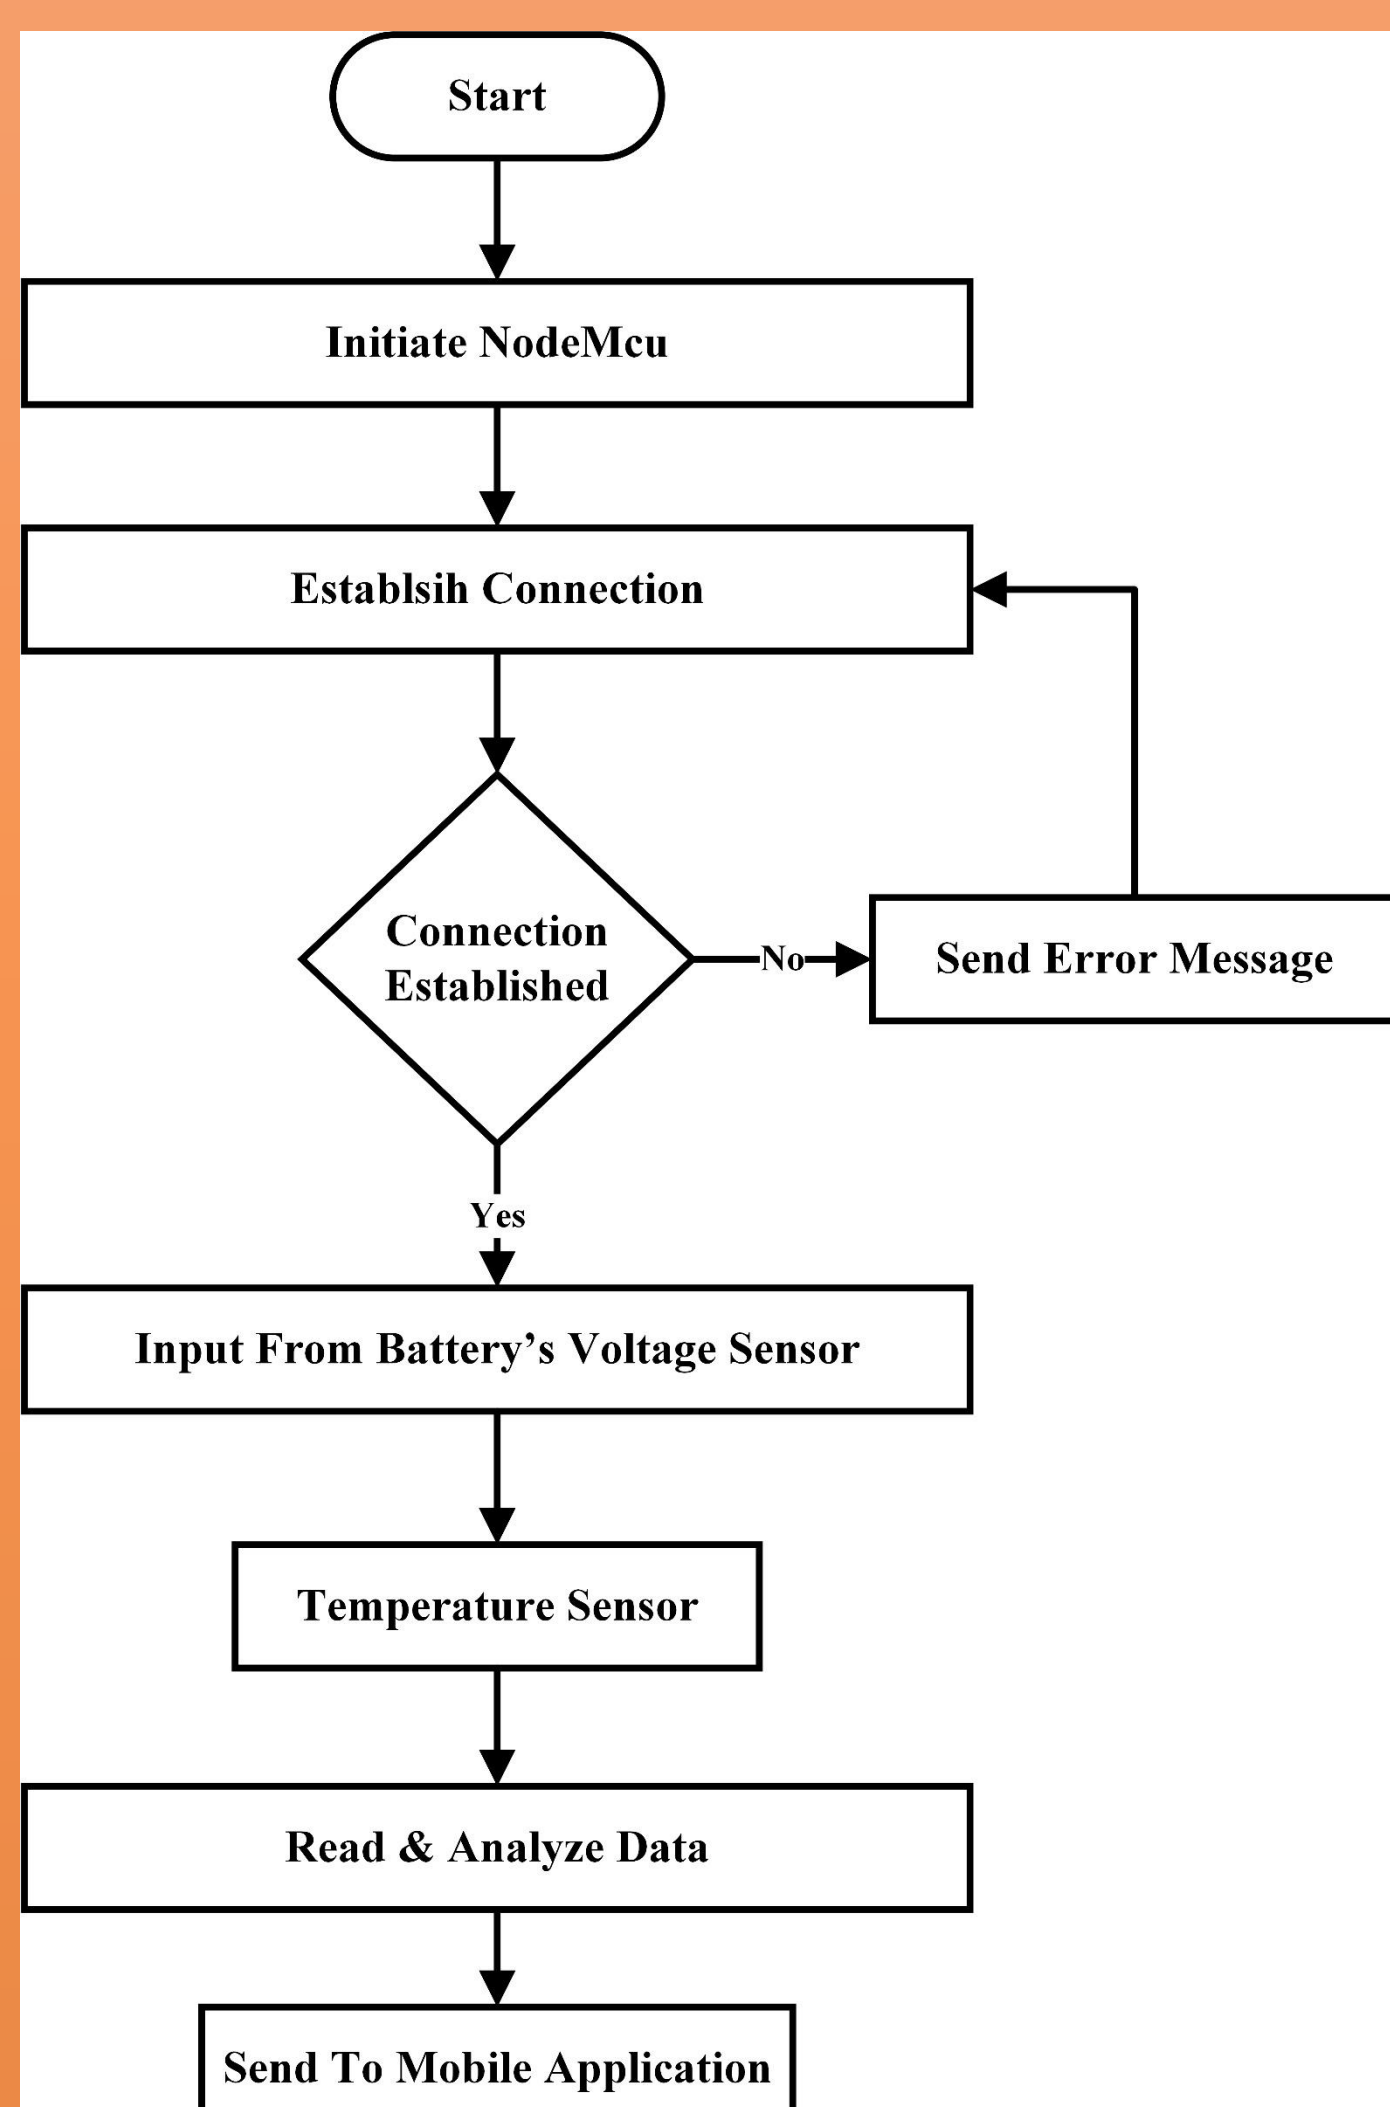 Start
Initiate NodeMcu
Establsih Connection
Connection
Established
No
Send Error Message
Yes
Input From Battery’s Voltage Sensor
Temperature Sensor
Read & Analyze Data
Send To Mobile Application